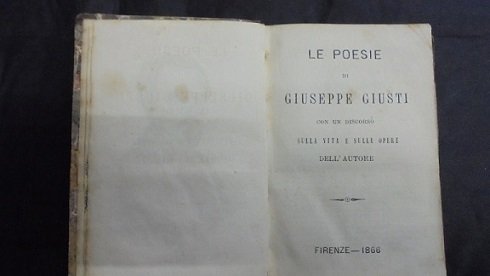 LE POESIE
DI
GIUSEPPE GIUSTI
CON UN DISCORSO
SULLA VITA E SULLE OPERE
DELL' AUTORE
FIRENZE—1866